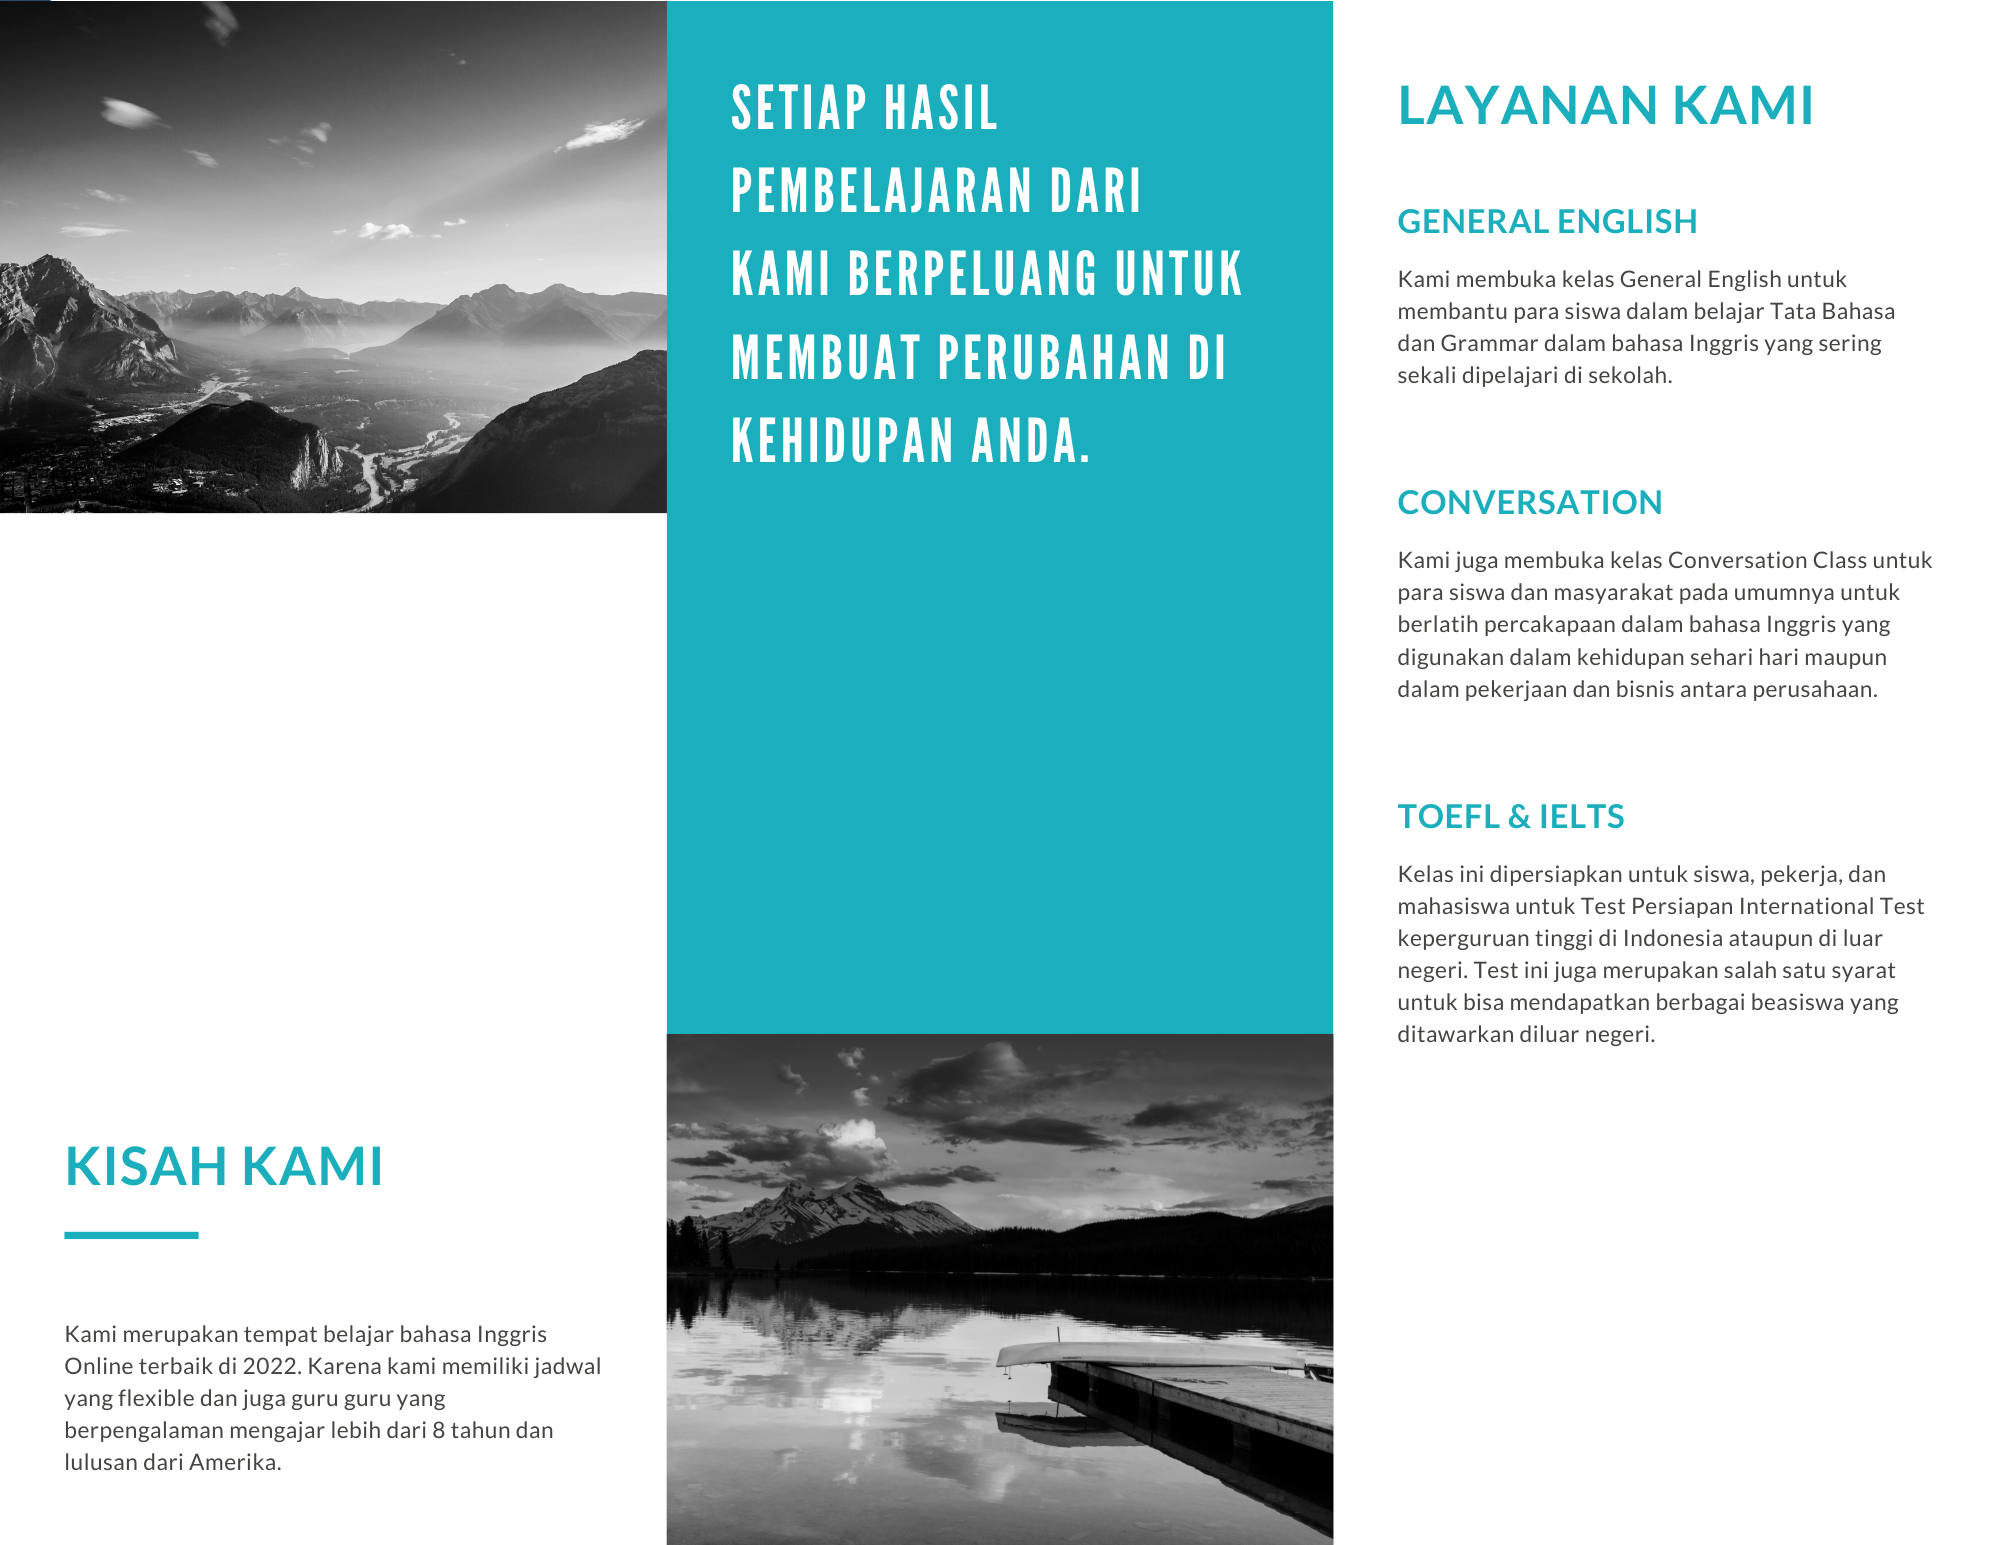 KISAH KAMI
Kami merupakan tempat belajar bahasa Inggris
Online terbaik di 2022. Karena kami memiliki jadwal
yang flexible dan juga guru guru yang
berpengalaman mengajar lebih dari 8 tahun dan
lulusan dari Amerika.
SETIAP HASIL
PEMBELAJARAN DARI
KAMI BERPELUANG UNTUK
MEMBUAT PERUBAHAN DI
KEHIDUPAN ANDA.
LAYANAN KAMI
GENERAL ENGLISH
Kami membuka kelas General English untuk
membantu para siswa dalam belajar Tata Bahasa
dan Grammar dalam bahasa Inggris yang sering
sekali dipelajari di sekolah.
CONVERSATION
Kami juga membuka kelas Conversation Class untuk
para siswa dan masyarakat pada umumnya untuk
berlatih percakapaan dalam bahasa Inggris yang
digunakan dalam kehidupan sehari hari maupun
dalam pekerjaan dan bisnis antara perusahaan.
TOEFL & IELTS
Kelas ini dipersiapkan untuk siswa, pekerja, dan
mahasiswa untuk Test Persiapan International Test
keperguruan tinggi di Indonesia ataupun di luar
negeri. Test ini juga merupakan salah satu syarat
untuk bisa mendapatkan berbagai beasiswa yang
ditawarkan diluar negeri.